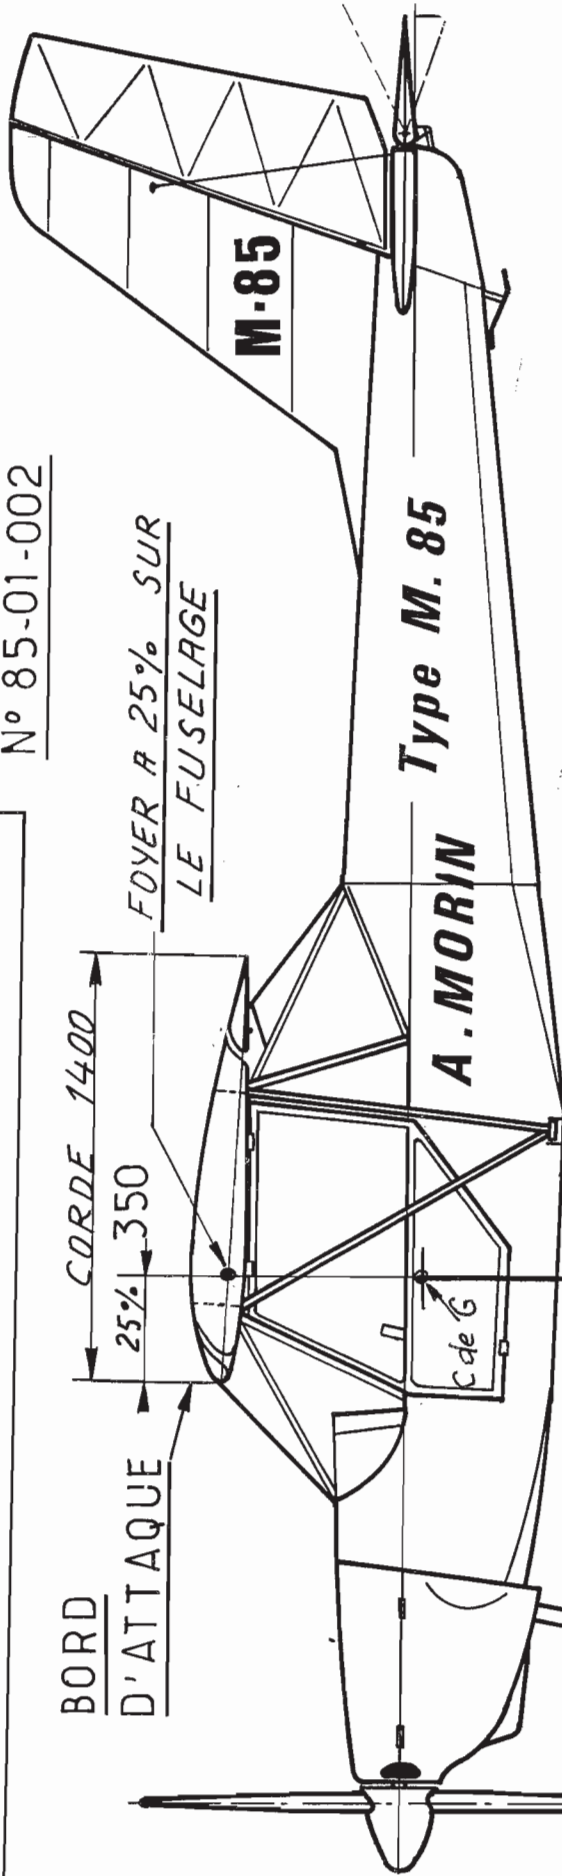 N° 85-01-002
FOYER A 25% SUR
LE FUSELAGE
CORDE 1400
25% 350
BORD
D'ATTAQUE
M·85
A. MORIN Type M. 85
C de G